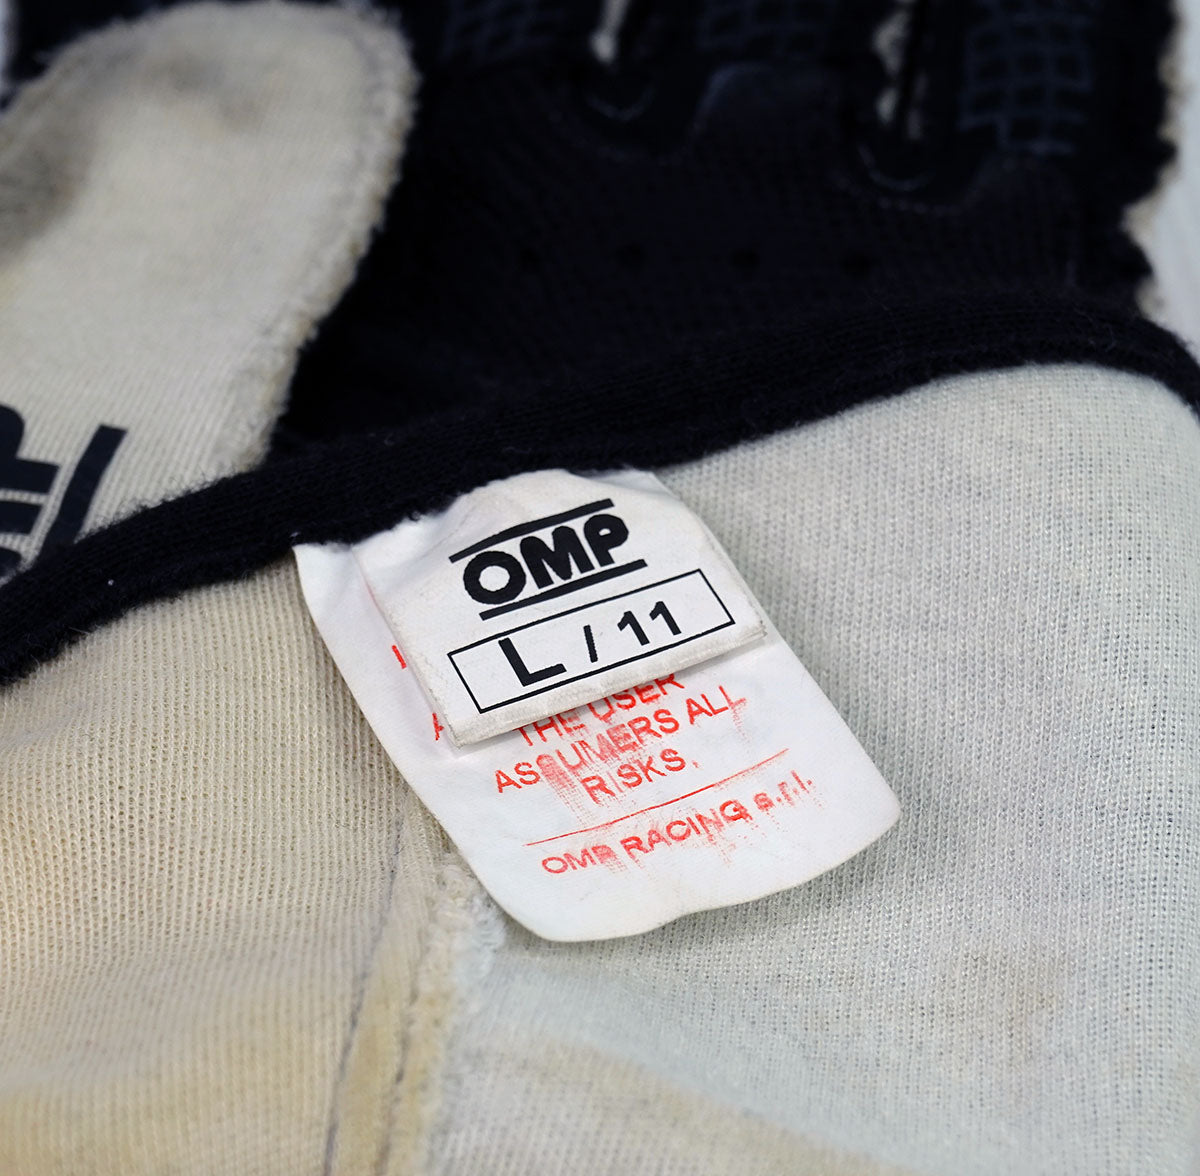 OMP
L / 11
THE USER
ASSUMERS ALL
RISKS.
OMP RACING s.r.l.